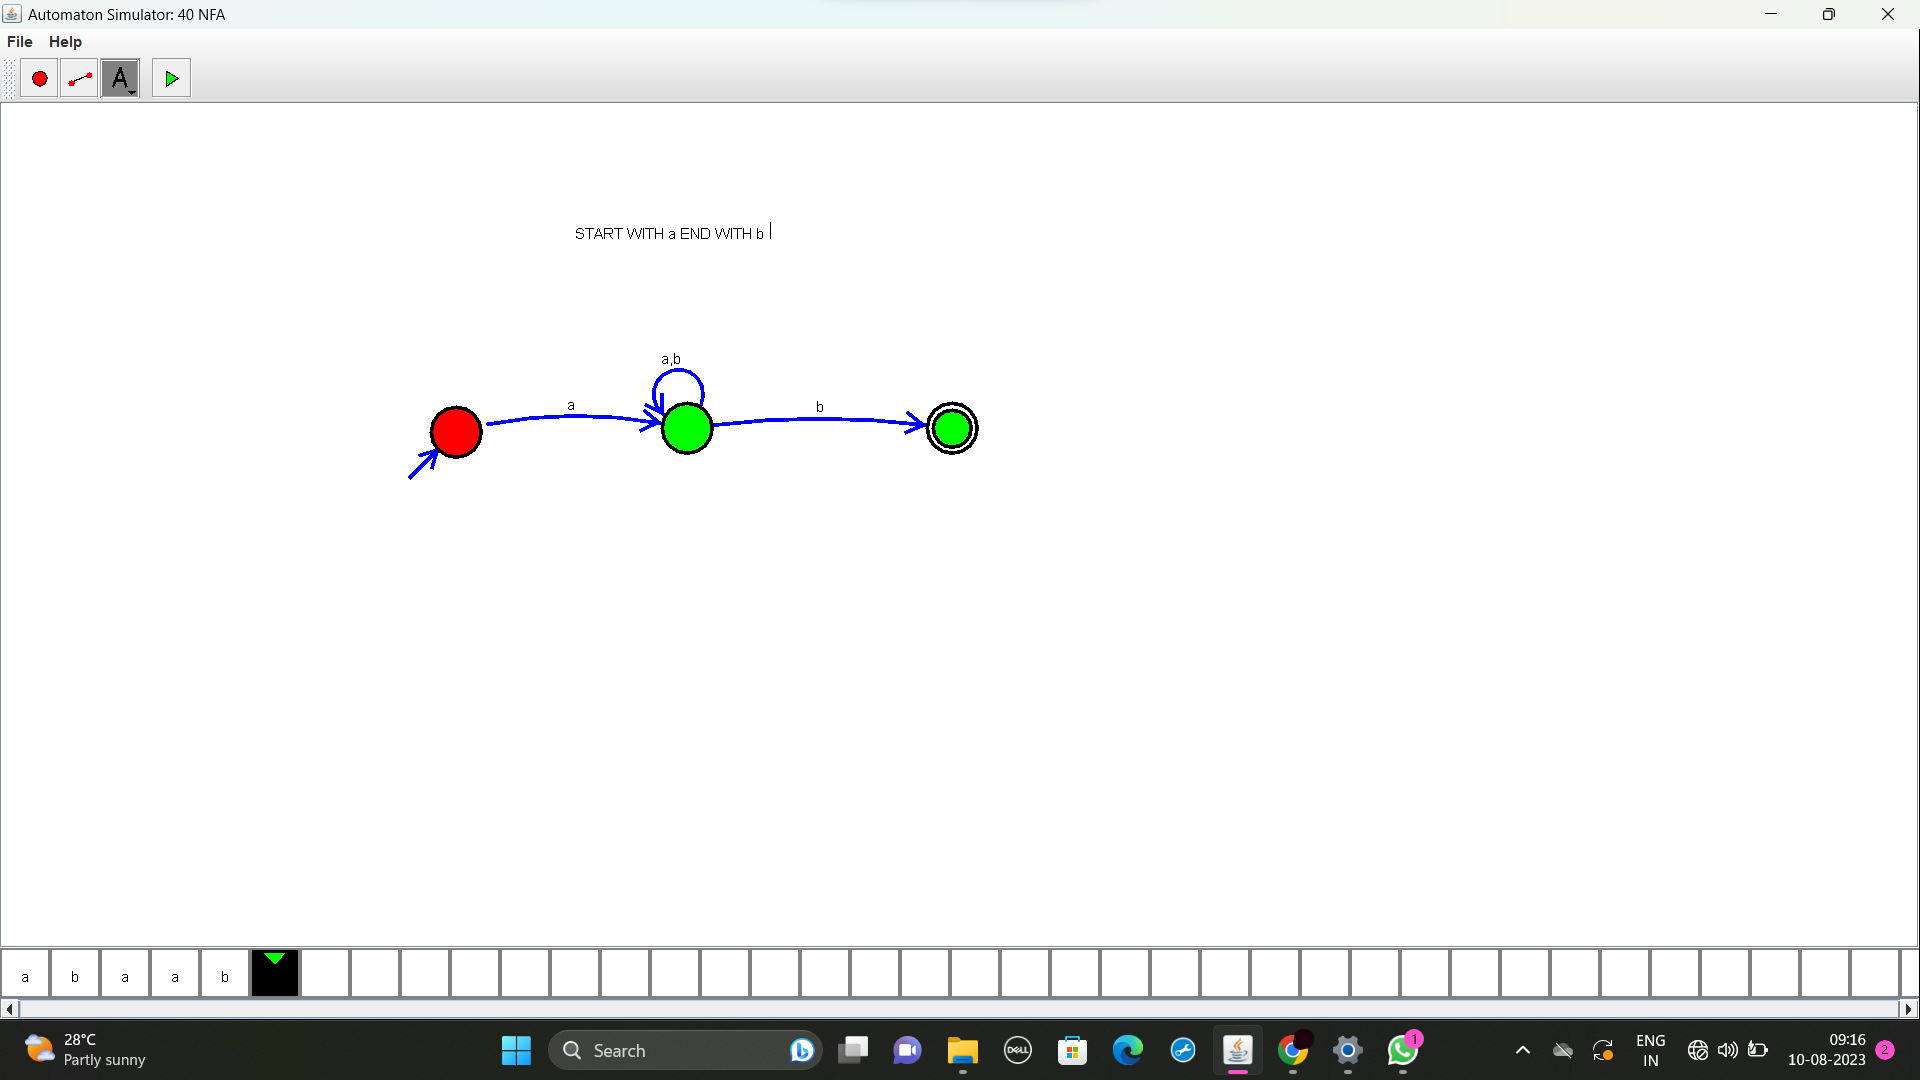 Automaton Simulator: 40 NFA
File Help
A
START WITH a END WITH b
a,b
a
b
a b a a b
28°C
Partly sunny
Search
DELL
1
ENG
IN
09:16
10-08-2023
2